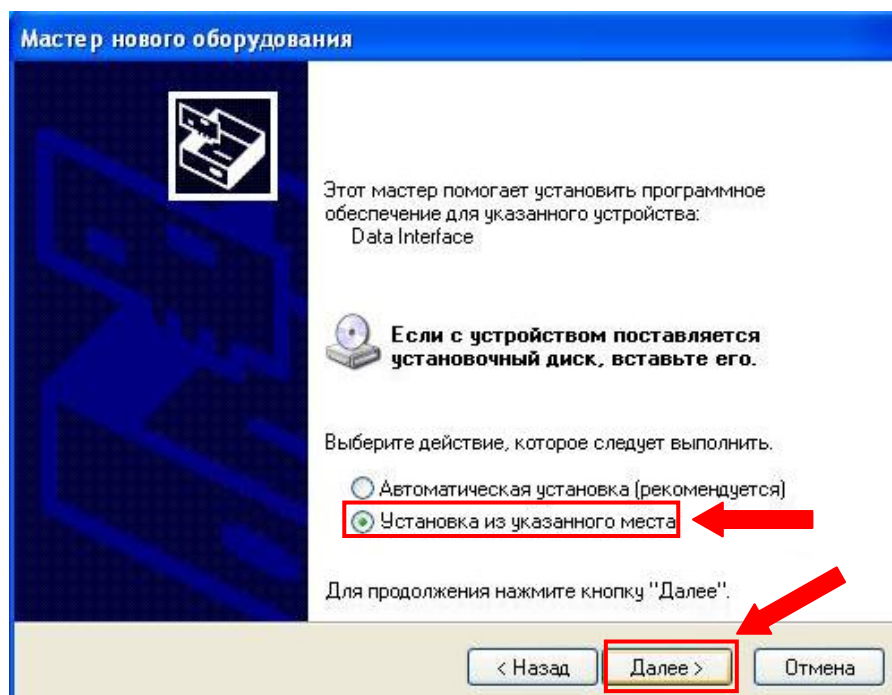 Мастер нового оборудования
Этот мастер помогает установить программное
обеспечение для указанного устройства:
Data Interface
Если с устройством поставляется
установочный диск, вставьте его.
Выберите действие, которое следует выполнить.
Автоматическая установка (рекомендуется)
Установка из указанного места
Для продолжения нажмите кнопку "Далее".
< Назад
Далее >
Отмена